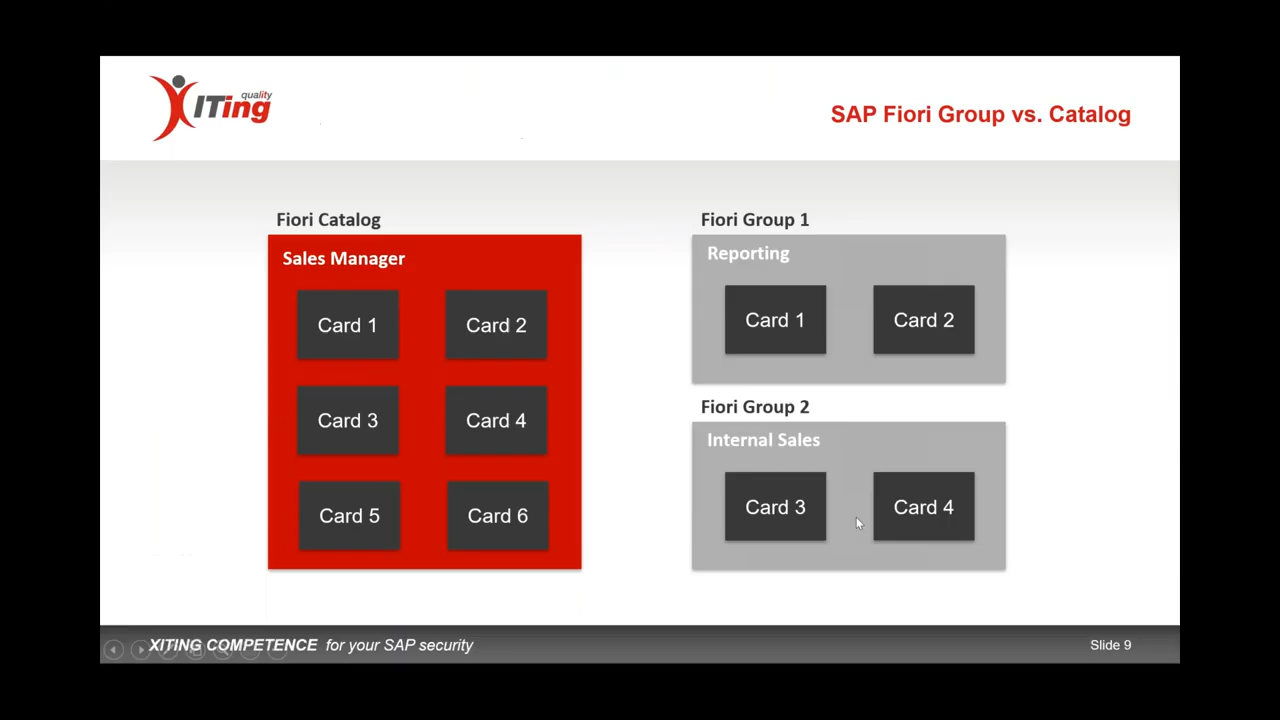 quality
XITing
SAP Fiori Group vs. Catalog
Fiori Catalog
Sales Manager
Card 1
Card 2
Card 3
Card 4
Card 5
Card 6
Fiori Group 1
Reporting
Card 1
Card 2
Fiori Group 2
Internal Sales
Card 3
Card 4
XITING COMPETENCE for your SAP security
Slide 9